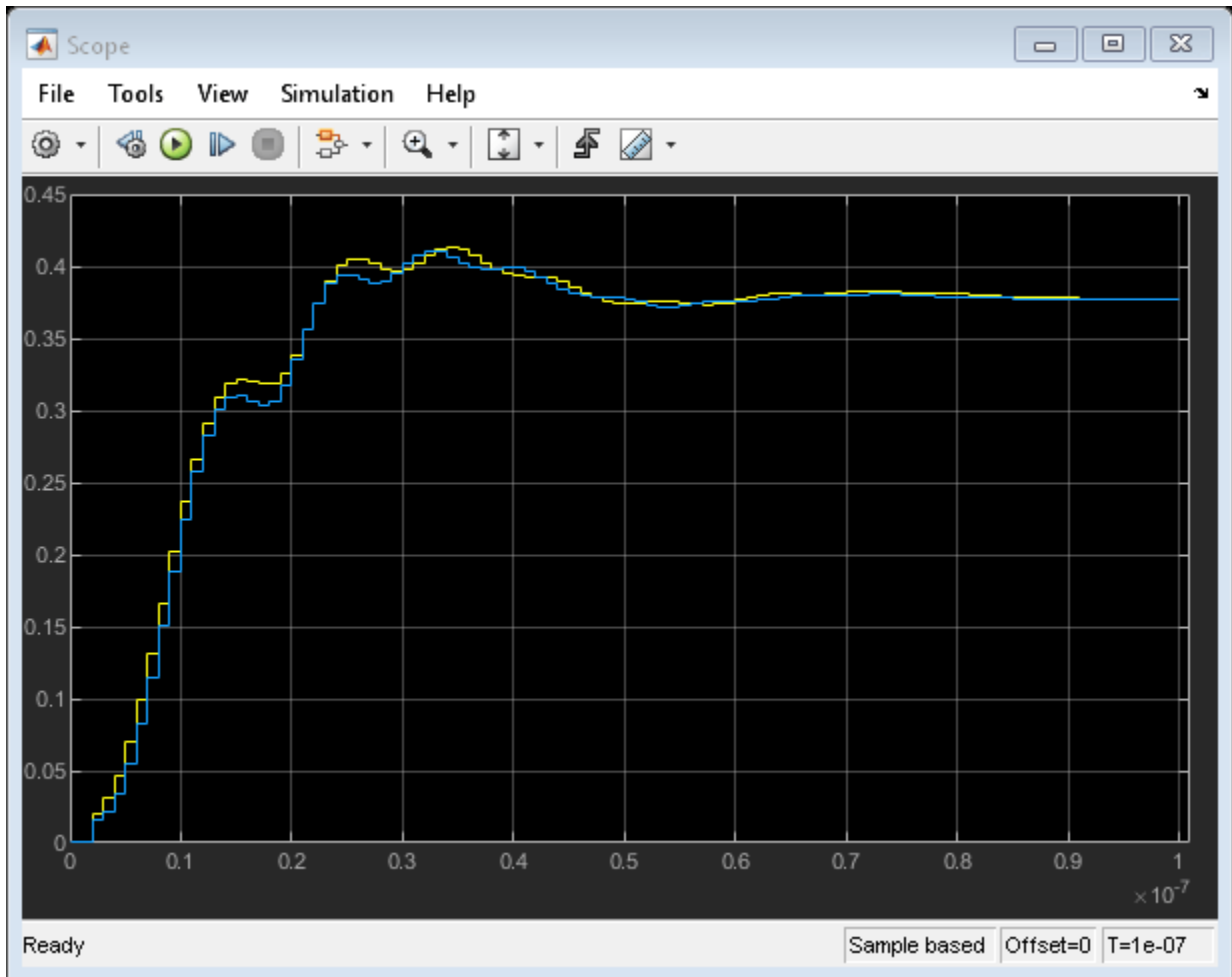 Scope
File Tools View Simulation Help
0.45
0.4
0.35
0.3
0.25
0.2
0.15
0.1
0.05
0
0 0.1 0.2 0.3 0.4 0.5 0.6 0.7 0.8 0.9 1
×10-7
Ready Sample based Offset=0 T=1e-07